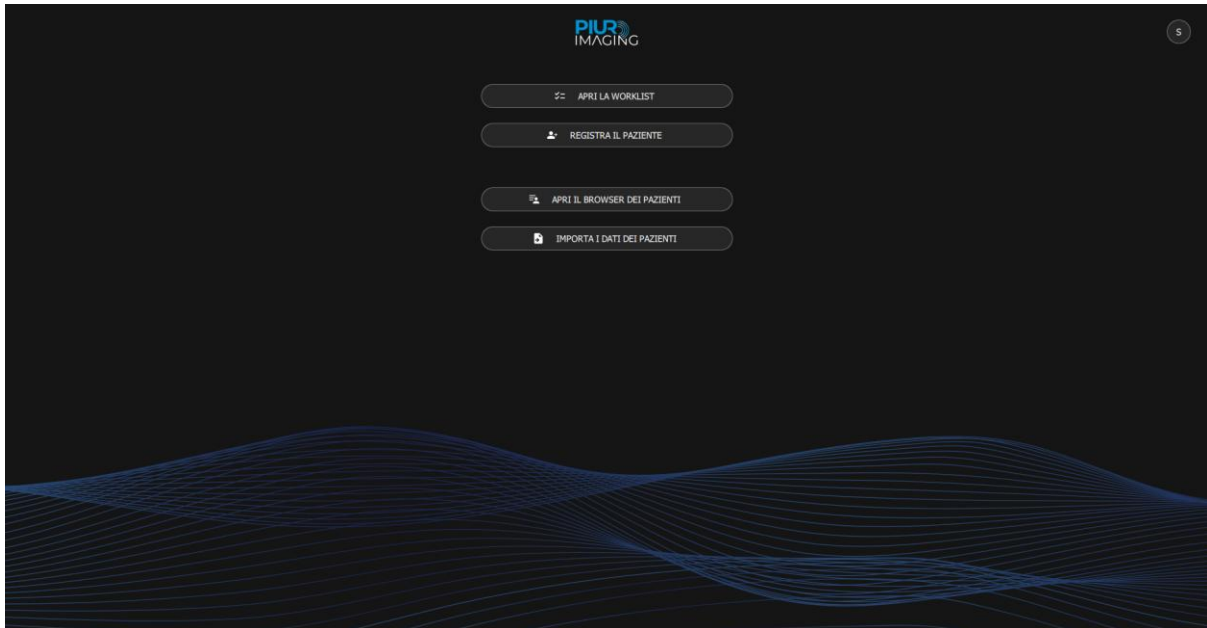 PIUR
IMAGING
S
APRI LA WORKLIST
REGISTRA IL PAZIENTE
APRI IL BROWSER DEI PAZIENTI
IMPORTA I DATI DEI PAZIENTI